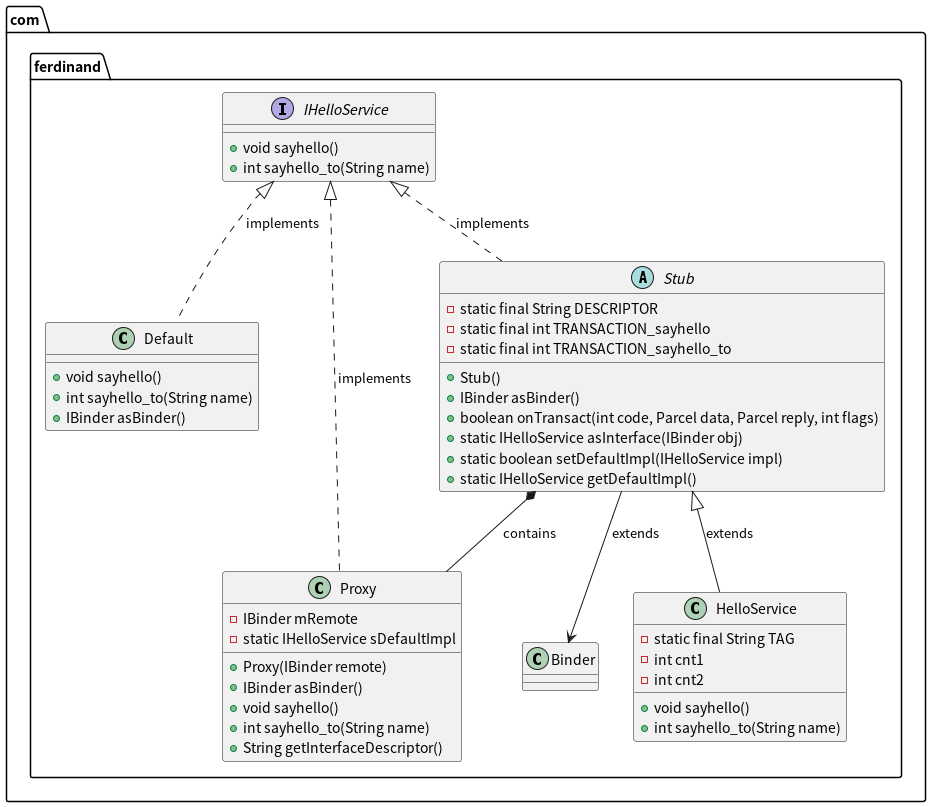 com
ferdinand
I IHelloService
void sayhello()
int sayhello_to(String name)
implements
implements
A Stub
static final String DESCRIPTOR
static final int TRANSACTION_sayhello
static final int TRANSACTION_sayhello_to
Stub()
IBinder asBinder()
boolean onTransact(int code, Parcel data, Parcel reply, int flags)
static IHelloService asInterface(IBinder obj)
static boolean setDefaultImpl(IHelloService impl)
static IHelloService getDefaultImpl()
C Default
void sayhello()
int sayhello_to(String name)
IBinder asBinder()
implements
contains
extends
extends
C Proxy
IBinder mRemote
static IHelloService sDefaultImpl
Proxy(IBinder remote)
IBinder asBinder()
void sayhello()
int sayhello_to(String name)
String getInterfaceDescriptor()
C Binder
C HelloService
static final String TAG
int cnt1
int cnt2
void sayhello()
int sayhello_to(String name)